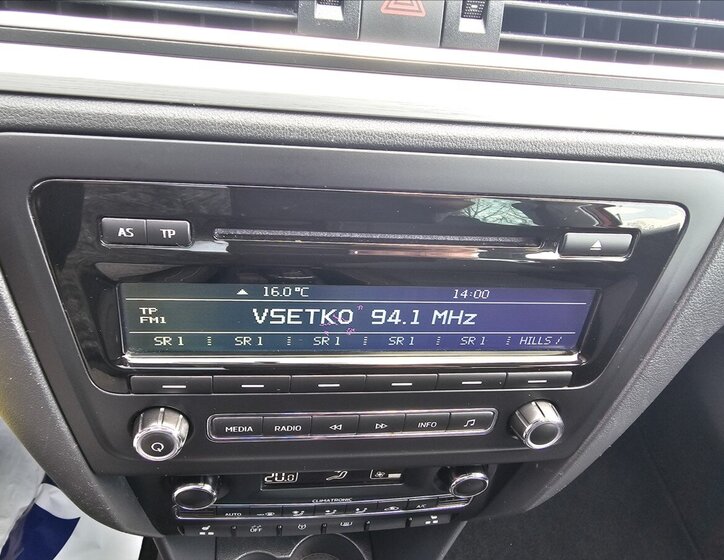 AS TP
16.0°C 14:00
TP
FM1
VSETKO 94.1 MHz
SR 1 SR 1 SR 1 SR 1 SR 1 HILLS /
MEDIA RADIO INFO
20.0
CLIMATRONIC
AUTO A/C
OFF